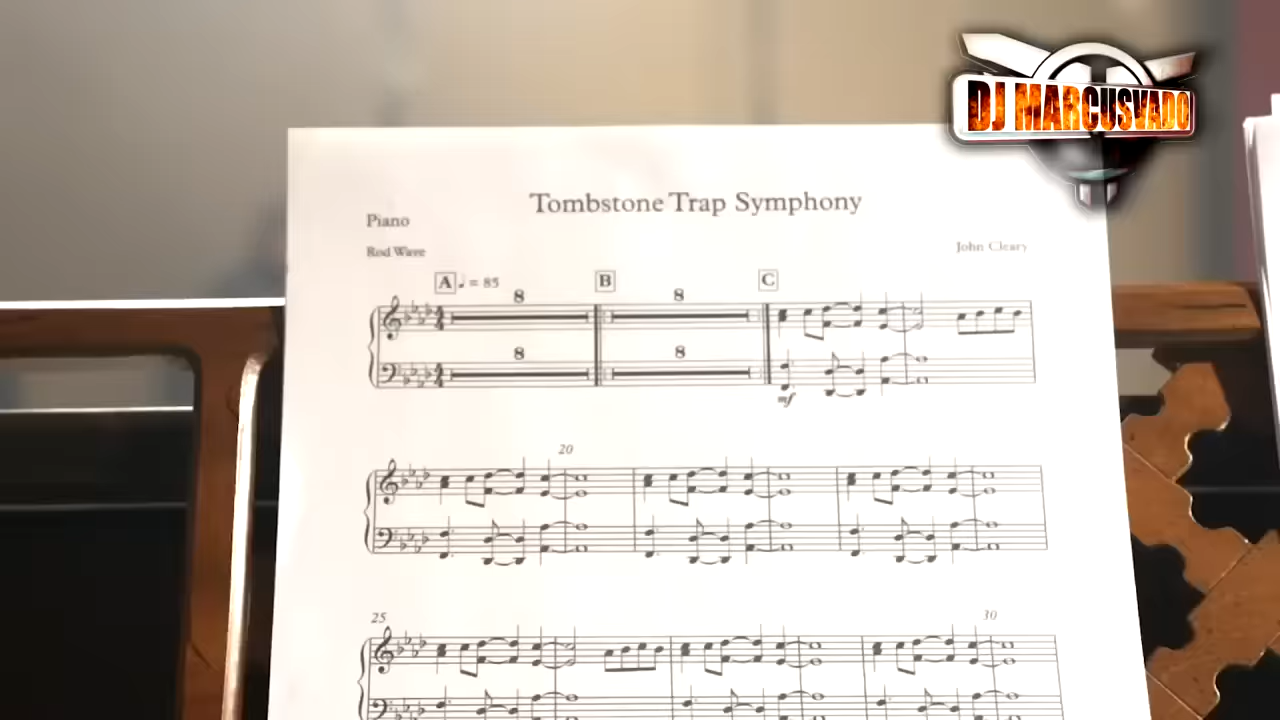 DJ MARCUSVADO
Tombstone Trap Symphony
Piano
Rod Wave
John Cleary
A ♩ = 85
B
C
8
8
8
8
mf
20
25
30